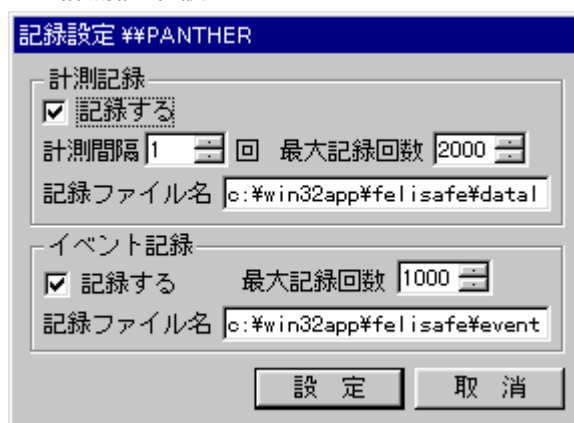 記録設定 ¥¥PANTHER
計測記録
記録する
計測間隔 1 回 最大記録回数 2000
記録ファイル名 c:¥win32app¥felisafe¥datal
イベント記録
記録する 最大記録回数 1000
記録ファイル名 c:¥win32app¥felisafe¥event
設 定 取 消